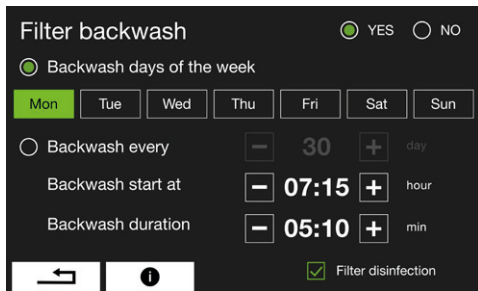 Filter backwash YES NO
Backwash days of the week
Mon Tue Wed Thu Fri Sat Sun
Backwash every − 30 + day
Backwash start at − 07:15 + hour
Backwash duration − 05:10 + min
i Filter disinfection